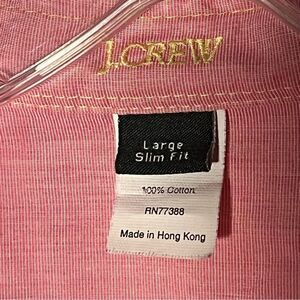 J.CREW
Large
Slim Fit
100% Cotton
RN77388
Made in Hong Kong